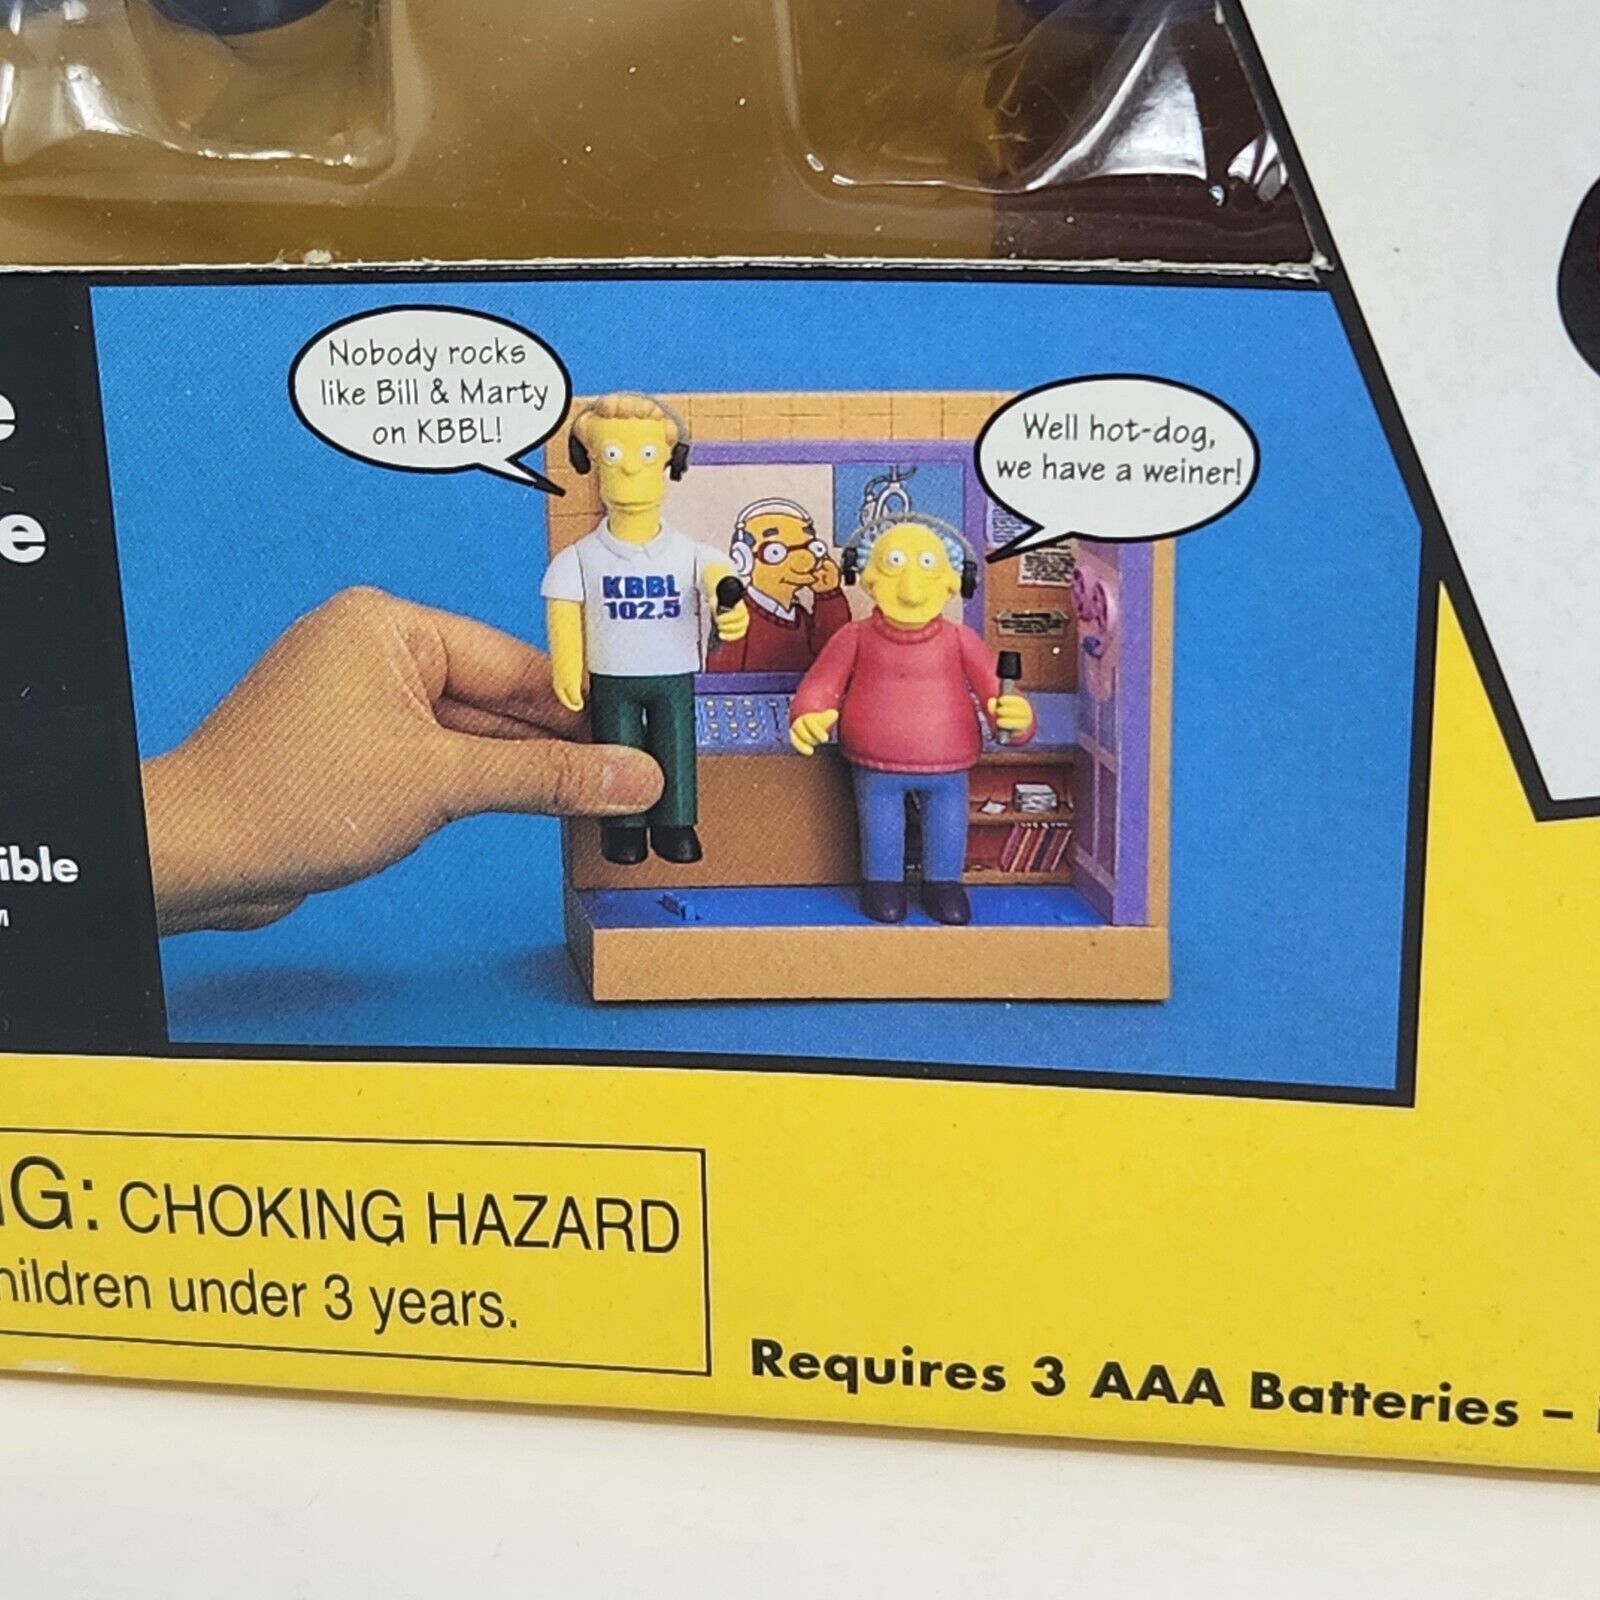 Nobody rocks
like Bill & Marty
on KBBL!
Well hot-dog,
we have a weiner!
KBBL
102.5
e
e
ible
M
G: CHOKING HAZARD
hildren under 3 years.
Requires 3 AAA Batteries –